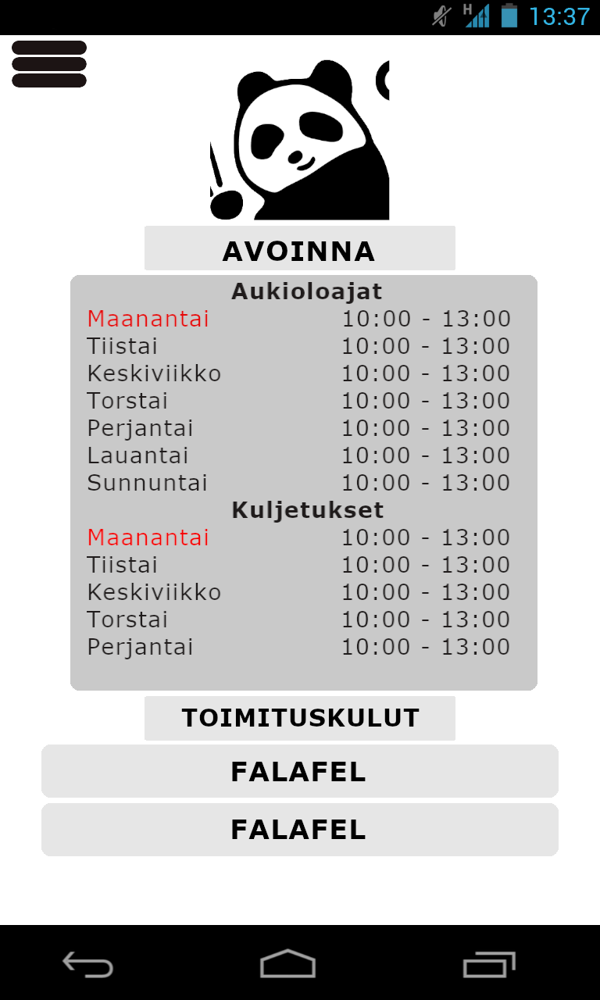 H 13:37
AVOINNA
Aukioloajat
Maanantai 10:00 - 13:00
Tiistai 10:00 - 13:00
Keskiviikko 10:00 - 13:00
Torstai 10:00 - 13:00
Perjantai 10:00 - 13:00
Lauantai 10:00 - 13:00
Sunnuntai 10:00 - 13:00
Kuljetukset
Maanantai 10:00 - 13:00
Tiistai 10:00 - 13:00
Keskiviikko 10:00 - 13:00
Torstai 10:00 - 13:00
Perjantai 10:00 - 13:00
TOIMITUSKULUT
FALAFEL
FALAFEL